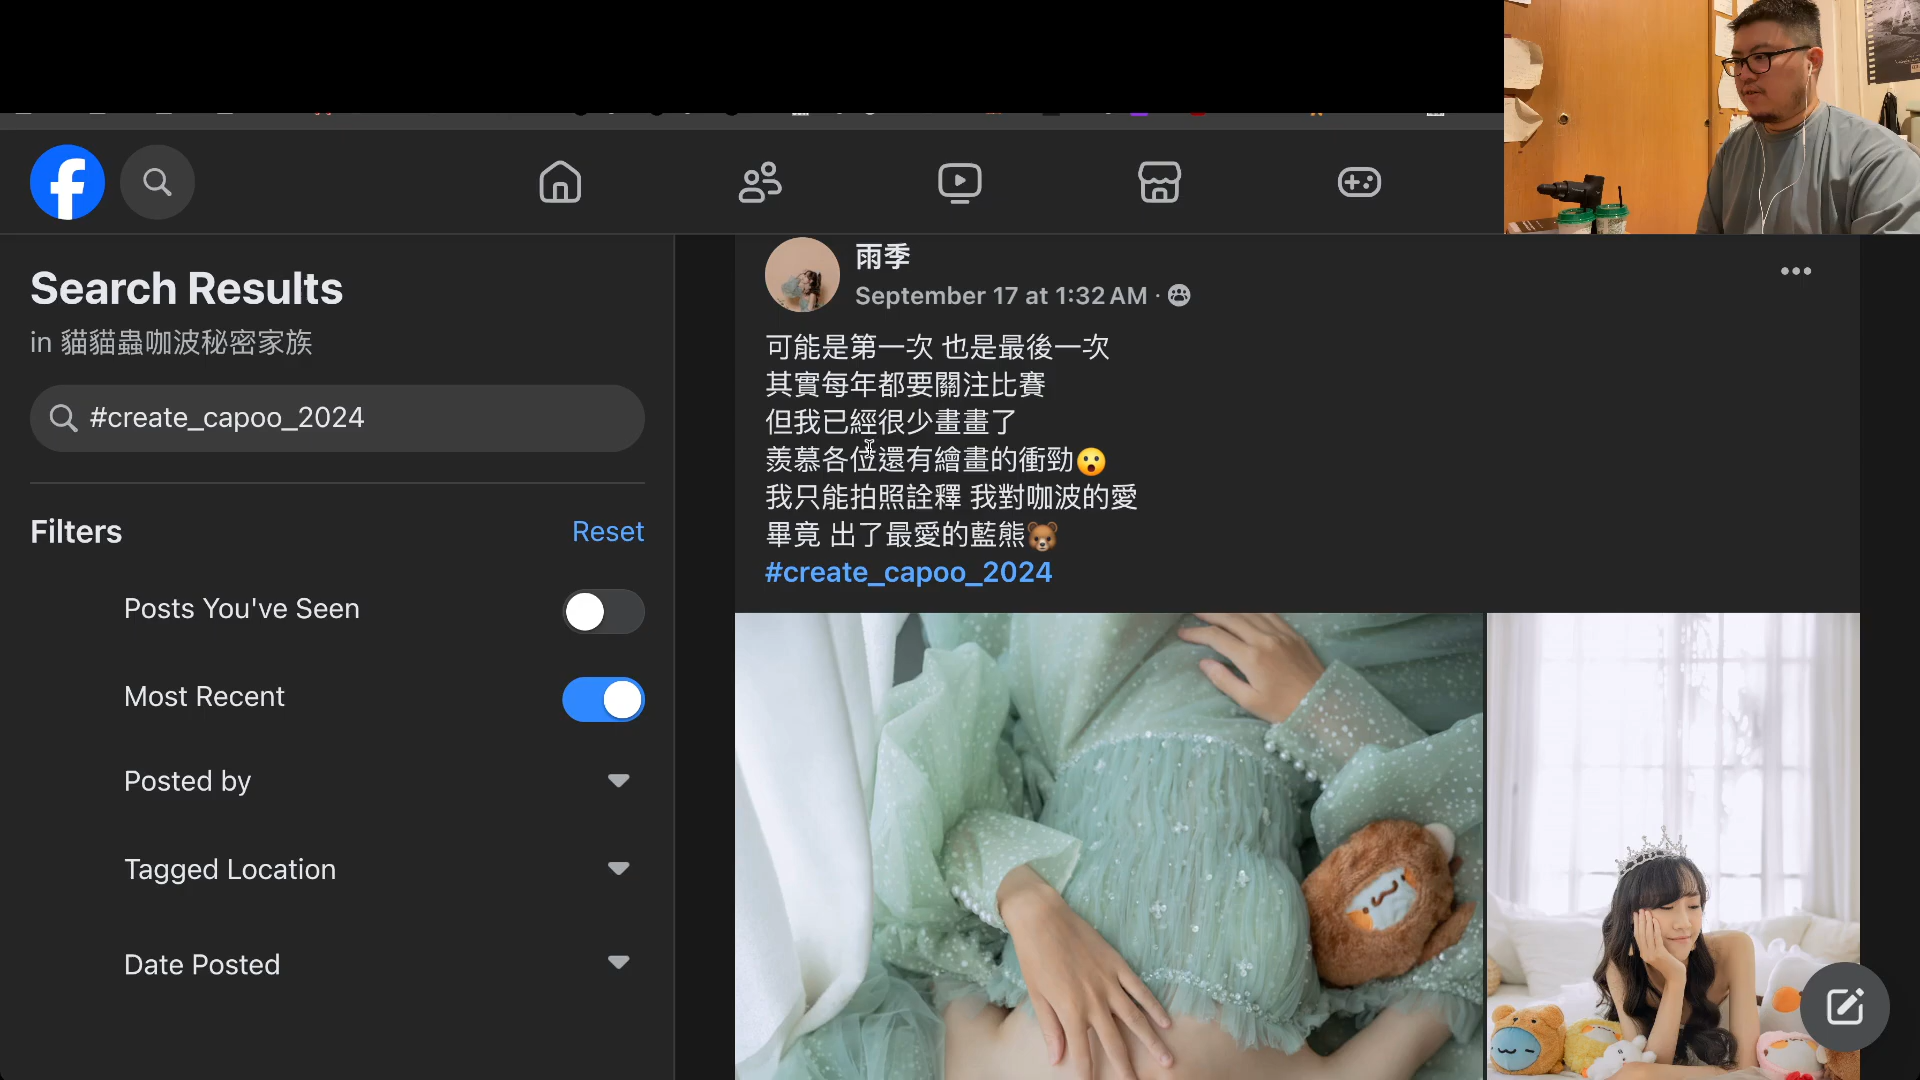 Search Results
in 貓貓蟲咖波秘密家族
#create_capoo_2024
Filters
Reset
Posts You've Seen
Most Recent
Posted by
Tagged Location
Date Posted
雨季
September 17 at 1:32 AM ·
可能是第一次 也是最後一次
其實每年都要關注比賽
但我已經很少畫畫了
羨慕各位還有繪畫的衝勁😮
我只能拍照詮釋 我對咖波的愛
畢竟 出了最愛的藍熊🐻
#create_capoo_2024